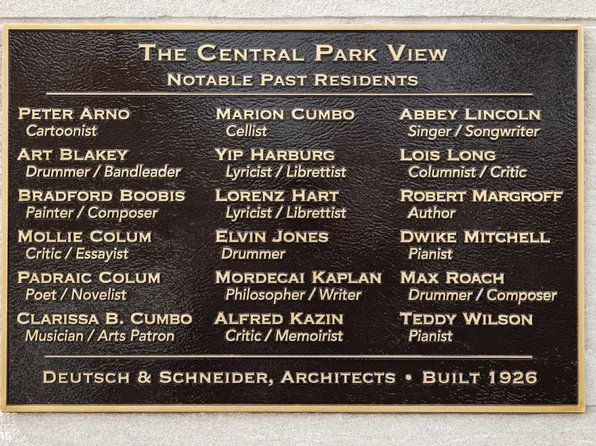 THE CENTRAL PARK VIEW
NOTABLE PAST RESIDENTS
PETER ARNO
Cartoonist
ART BLAKEY
Drummer / Bandleader
BRADFORD BOOBIS
Painter / Composer
MOLLIE COLUM
Critic / Essayist
PADRAIC COLUM
Poet / Novelist
CLARISSA B. CUMBO
Musician / Arts Patron
MARION CUMBO
Cellist
YIP HARBURG
Lyricist / Librettist
LORENZ HART
Lyricist / Librettist
ELVIN JONES
Drummer
MORDECAI KAPLAN
Philosopher / Writer
ALFRED KAZIN
Critic / Memoirist
ABBEY LINCOLN
Singer / Songwriter
LOIS LONG
Columnist / Critic
ROBERT MARGROFF
Author
DWIKE MITCHELL
Pianist
MAX ROACH
Drummer / Composer
TEDDY WILSON
Pianist
DEUTSCH & SCHNEIDER, ARCHITECTS • BUILT 1926